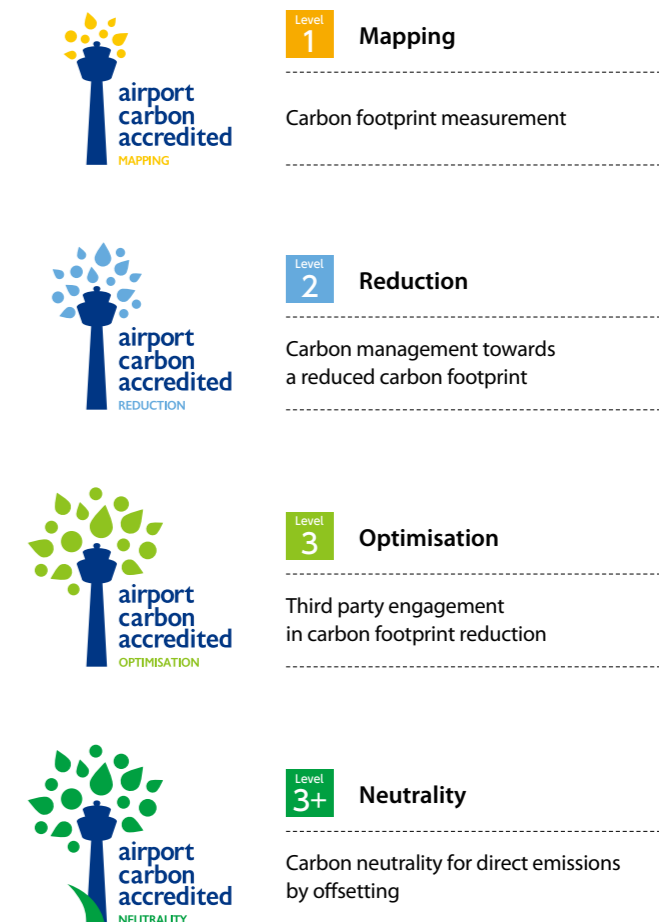 airport
carbon
accredited
MAPPING
Level
1
Mapping
Carbon footprint measurement
airport
carbon
accredited
REDUCTION
Level
2
Reduction
Carbon management towards
a reduced carbon footprint
airport
carbon
accredited
OPTIMISATION
Level
3
Optimisation
Third party engagement
in carbon footprint reduction
airport
carbon
accredited
NEUTRALITY
Level
3+
Neutrality
Carbon neutrality for direct emissions
by offsetting